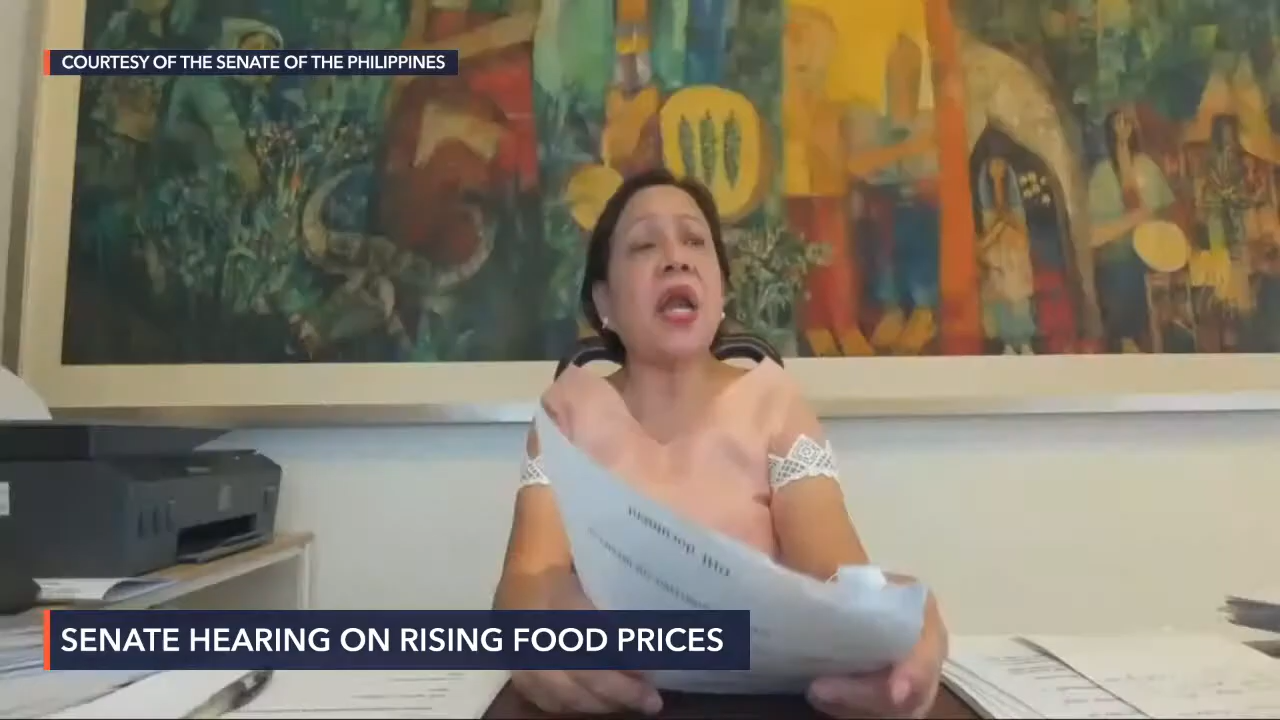 COURTESY OF THE SENATE OF THE PHILIPPINES
SENATE HEARING ON RISING FOOD PRICES